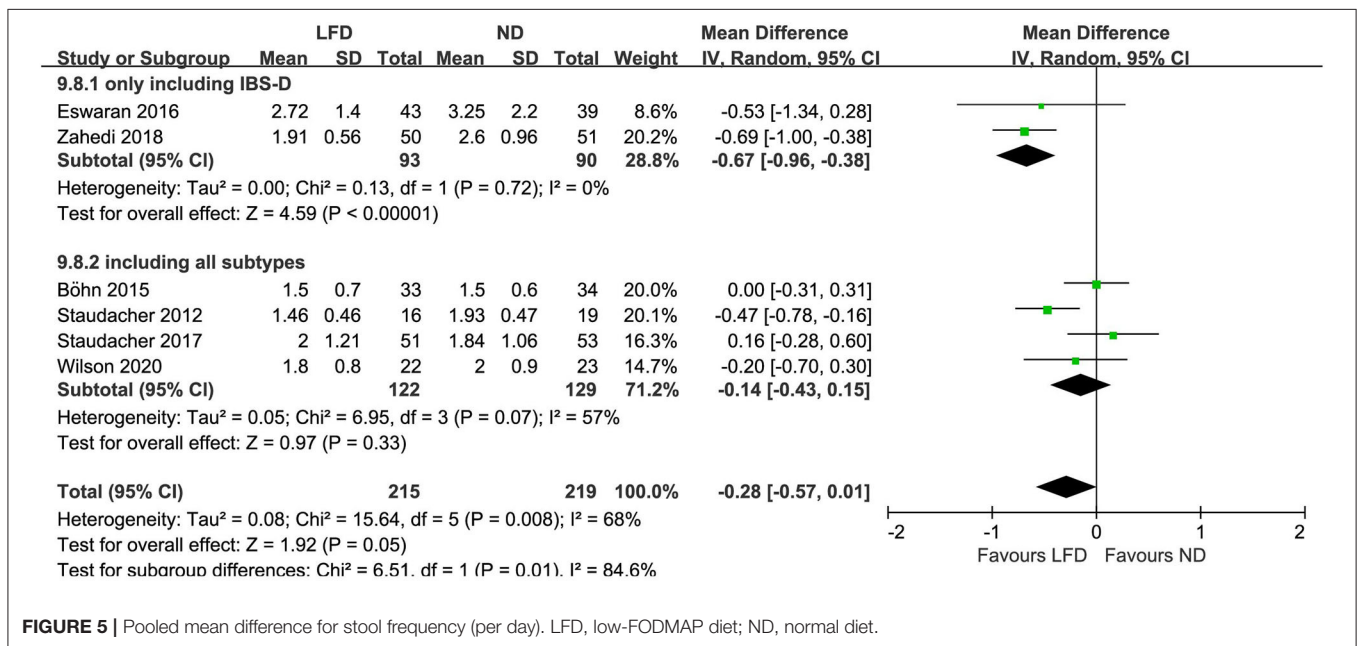 LFD ND Mean Difference Mean Difference
Study or Subgroup Mean SD Total Mean SD Total Weight IV, Random, 95% CI IV, Random, 95% CI
9.8.1 only including IBS-D
Eswaran 2016 2.72 1.4 43 3.25 2.2 39 8.6% -0.53 [-1.34, 0.28]
Zahedi 2018 1.91 0.56 50 2.6 0.96 51 20.2% -0.69 [-1.00, -0.38]
Subtotal (95% CI) 93 90 28.8% -0.67 [-0.96, -0.38]
Heterogeneity: Tau² = 0.00; Chi² = 0.13, df = 1 (P = 0.72); I² = 0%
Test for overall effect: Z = 4.59 (P < 0.00001)
9.8.2 including all subtypes
Böhn 2015 1.5 0.7 33 1.5 0.6 34 20.0% 0.00 [-0.31, 0.31]
Staudacher 2012 1.46 0.46 16 1.93 0.47 19 20.1% -0.47 [-0.78, -0.16]
Staudacher 2017 2 1.21 51 1.84 1.06 53 16.3% 0.16 [-0.28, 0.60]
Wilson 2020 1.8 0.8 22 2 0.9 23 14.7% -0.20 [-0.70, 0.30]
Subtotal (95% CI) 122 129 71.2% -0.14 [-0.43, 0.15]
Heterogeneity: Tau² = 0.05; Chi² = 6.95, df = 3 (P = 0.07); I² = 57%
Test for overall effect: Z = 0.97 (P = 0.33)
Total (95% CI) 215 219 100.0% -0.28 [-0.57, 0.01]
Heterogeneity: Tau² = 0.08; Chi² = 15.64, df = 5 (P = 0.008); I² = 68%
Test for overall effect: Z = 1.92 (P = 0.05)
Test for subgroup differences: Chi² = 6.51, df = 1 (P = 0.01), I² = 84.6%
-2 -1 0 1 2
Favours LFD Favours ND
FIGURE 5 | Pooled mean difference for stool frequency (per day). LFD, low-FODMAP diet; ND, normal diet.